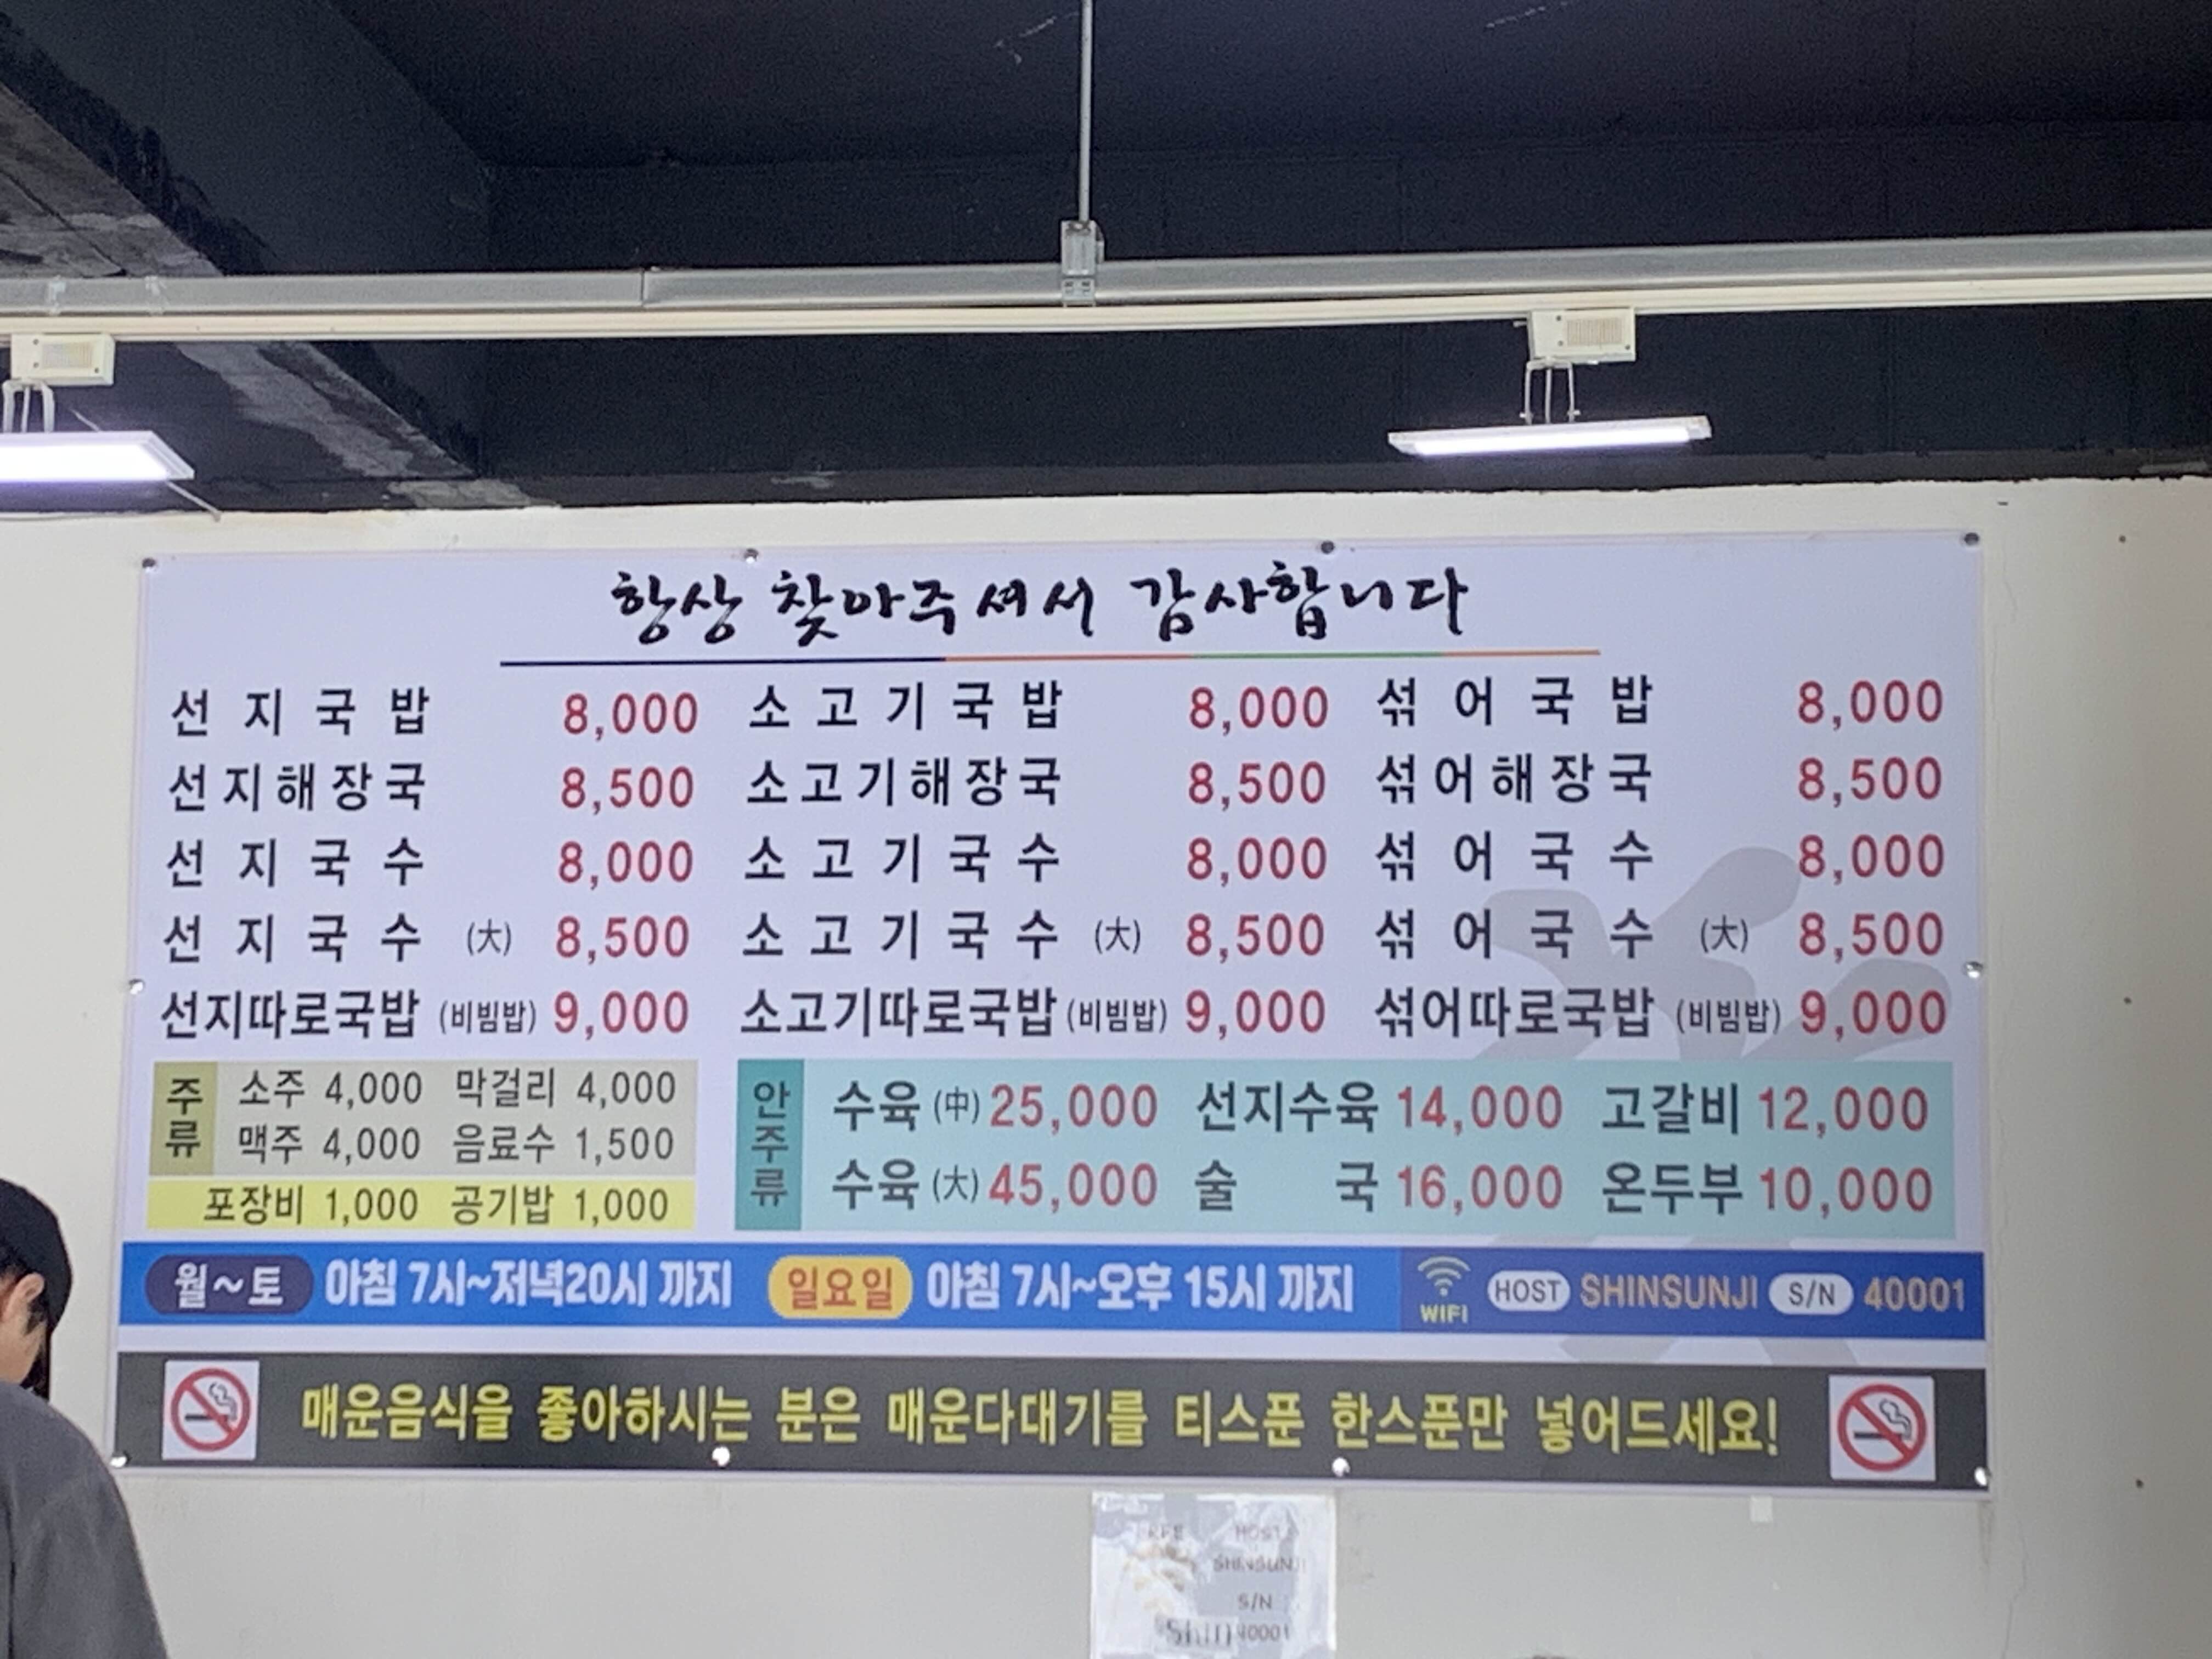 항상 찾아주셔서 감사합니다
선지국밥 8,000 소고기국밥 8,000 섞어국밥 8,000
선지해장국 8,500 소고기해장국 8,500 섞어해장국 8,500
선지국수 8,000 소고기국수 8,000 섞어국수 8,000
선지국수 (大) 8,500 소고기국수 (大) 8,500 섞어국수 (大) 8,500
선지따로국밥 (비빔밥) 9,000 소고기따로국밥 (비빔밥) 9,000 섞어따로국밥 (비빔밥) 9,000
주류
소주 4,000 막걸리 4,000
맥주 4,000 음료수 1,500
포장비 1,000 공기밥 1,000
안주류
수육 (中) 25,000 선지수육 14,000 고갈비 12,000
수육 (大) 45,000 술국 16,000 온두부 10,000
월~토 아침 7시~저녁20시 까지 일요일 아침 7시~오후 15시 까지 WIFI HOST SHINSUNJI S/N 40001
매운음식을 좋아하시는 분은 매운다대기를 티스푼 한스푼만 넣어드세요!
HOST
SHINSUNJI
S/N
Shin40001